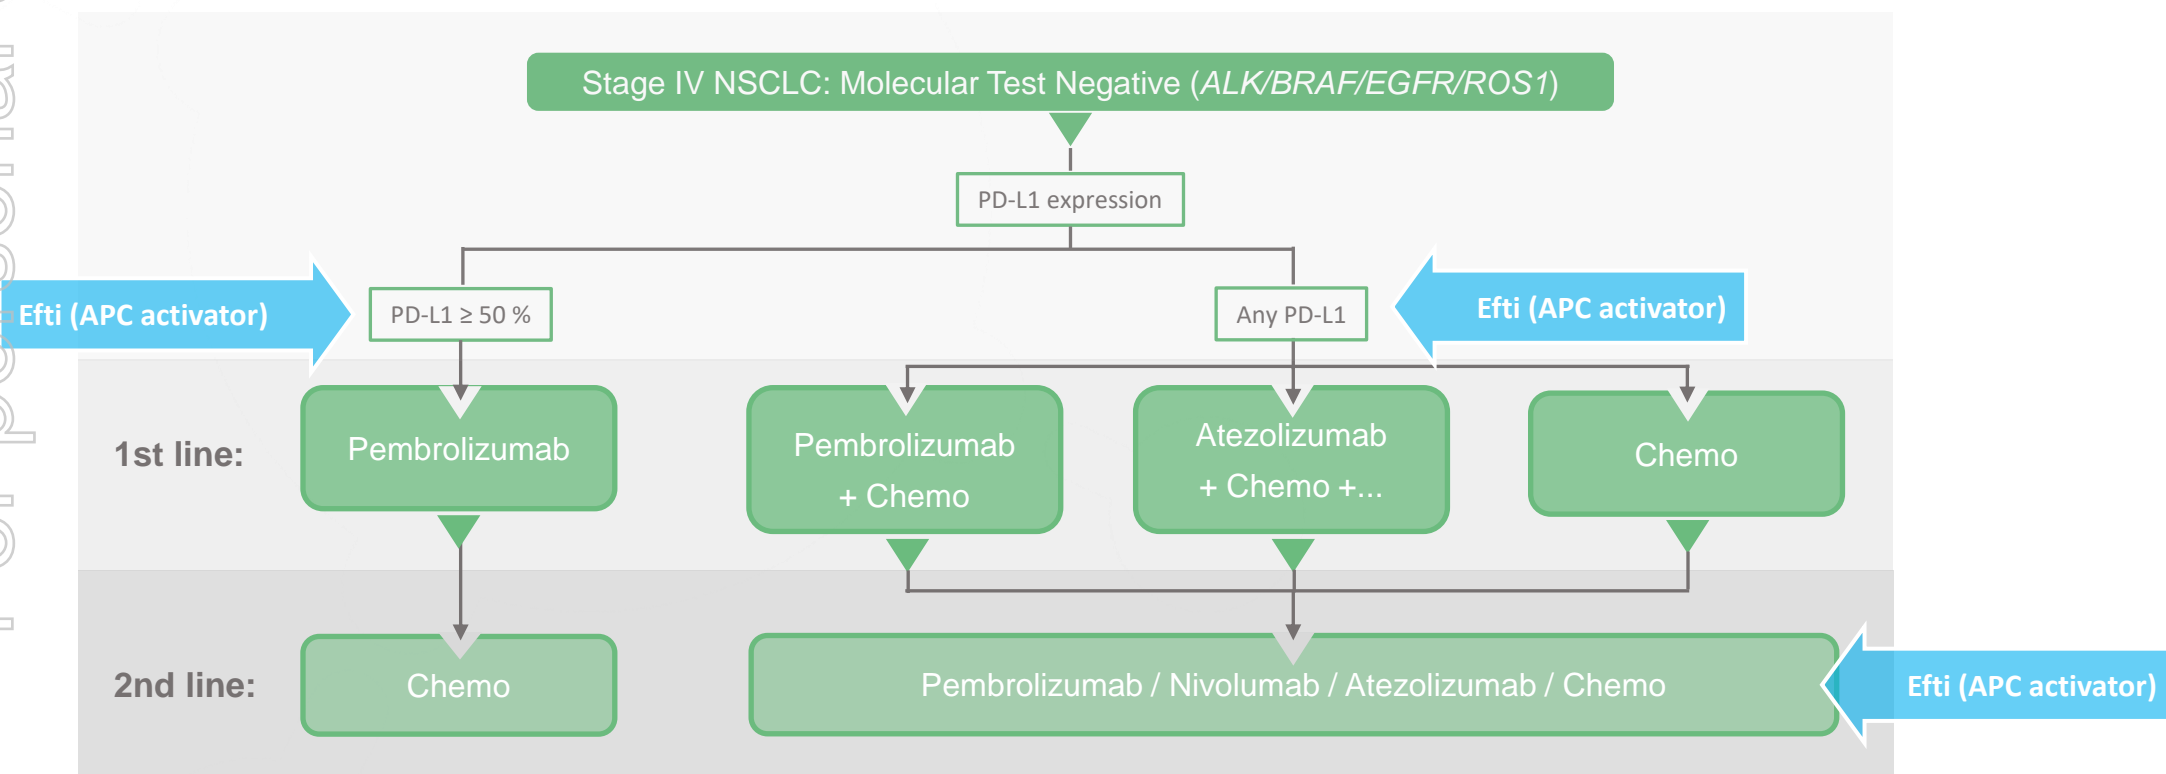 Stage IV NSCLC: Molecular Test Negative (ALK/BRAF/EGFR/ROS1)
PD-L1 expression
Efti (APC activator)
PD-L1 ≥ 50 %
Any PD-L1
Efti (APC activator)
1st line:
Pembrolizumab
Pembrolizumab
+ Chemo
Atezolizumab
+ Chemo +...
Chemo
2nd line:
Chemo
Pembrolizumab / Nivolumab / Atezolizumab / Chemo
Efti (APC activator)
For personal